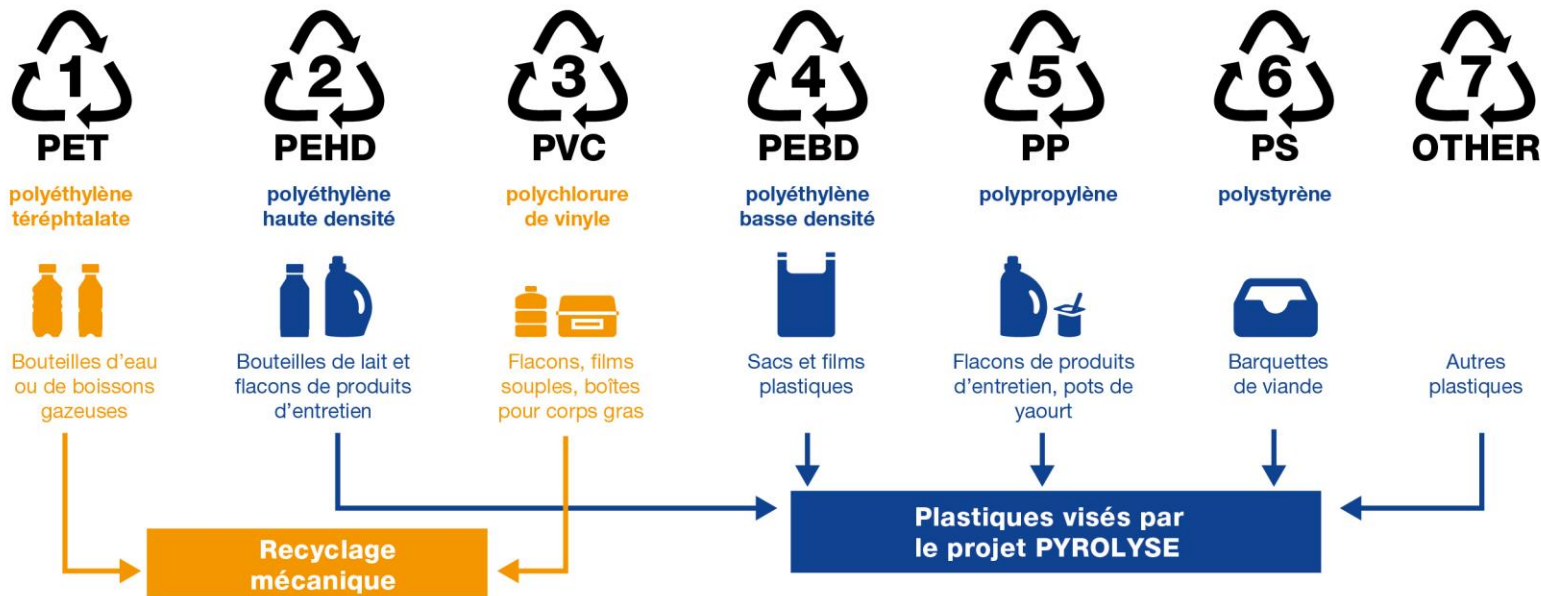 1
PET
polyéthylène
téréphtalate
Bouteilles d'eau
ou de boissons
gazeuses
2
PEHD
polyéthylène
haute densité
Bouteilles de lait et
flacons de produits
d'entretien
3
PVC
polychlorure
de vinyle
Flacons, films
souples, boîtes
pour corps gras
4
PEBD
polyéthylène
basse densité
Sacs et films
plastiques
5
PP
polypropylène
Flacons de produits
d'entretien, pots de
yaourt
6
PS
polystyrène
Barquettes
de viande
7
OTHER
Autres
plastiques
Recyclage
mécanique
Plastiques visés par
le projet PYROLYSE